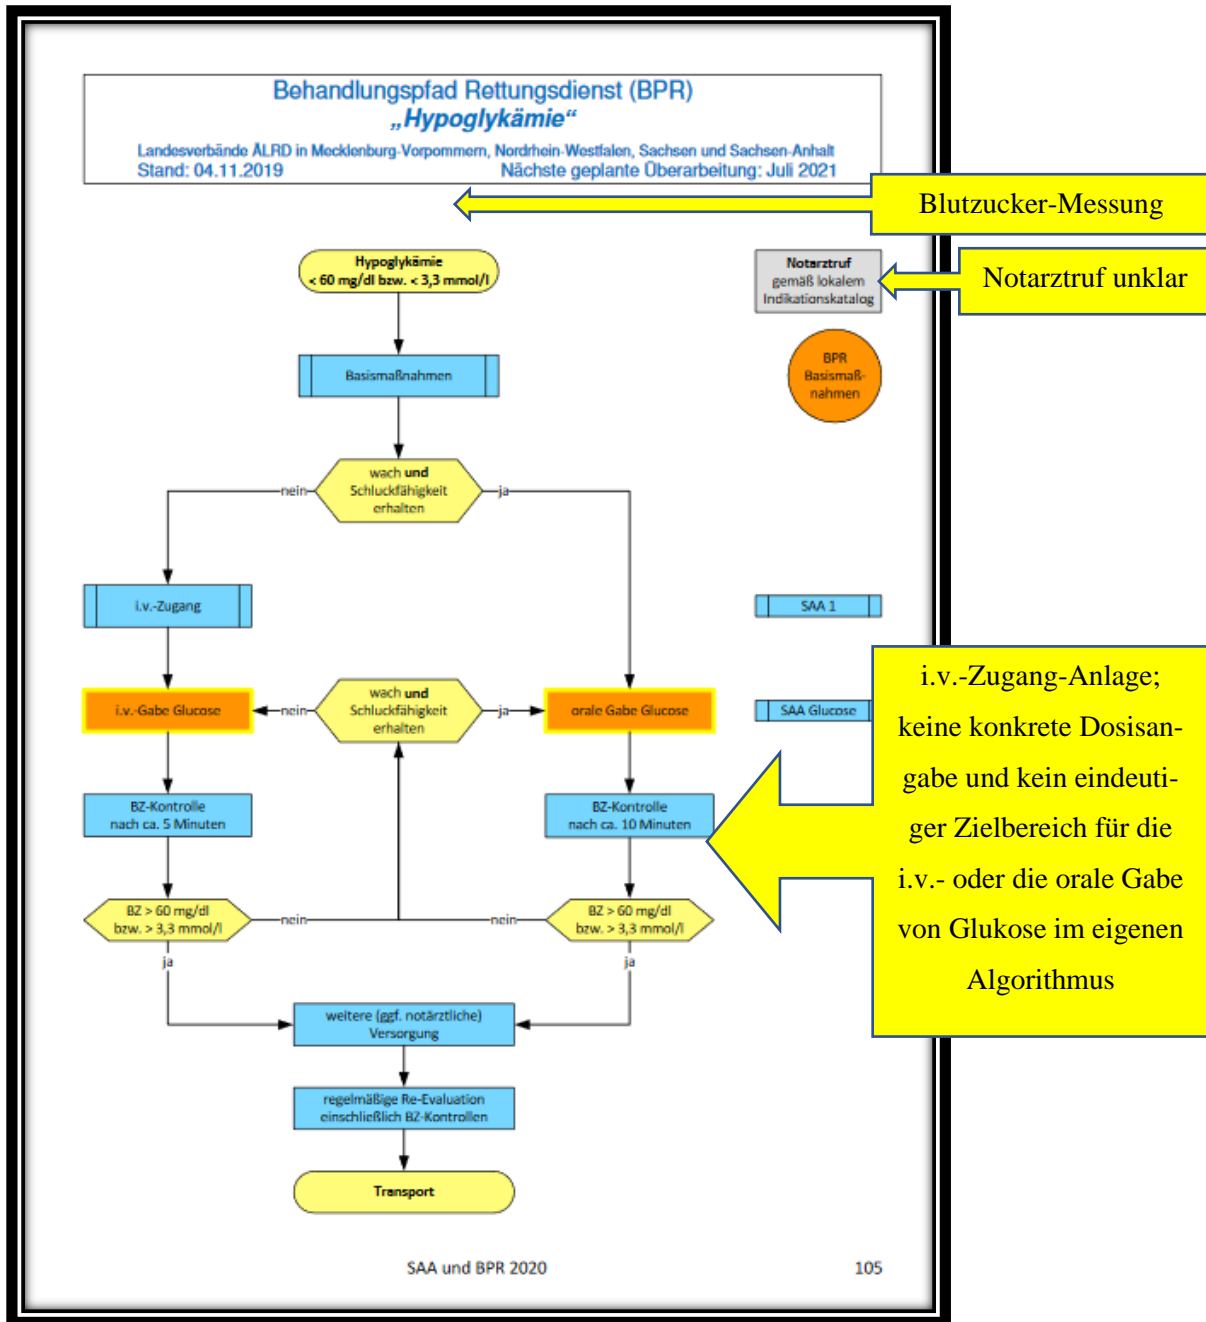 Behandlungspfad Rettungsdienst (BPR)
„Hypoglykämie“
Landesverbände ÄLRD in Mecklenburg-Vorpommern, Nordrhein-Westfalen, Sachsen und Sachsen-Anhalt
Stand: 04.11.2019 Nächste geplante Überarbeitung: Juli 2021
Blutzucker-Messung
Hypoglykämie
< 60 mg/dl bzw. < 3,3 mmol/l
Notarztruf
gemäß lokalem
Indikationskatalog
Notarztruf unklar
Basismaßnahmen
BPR
Basismaß-
nahmen
wach und
Schluckfähigkeit
erhalten
nein
ja
i.v.-Zugang
SAA 1
i.v.-Gabe Glucose
nein
wach und
Schluckfähigkeit
erhalten
ja
orale Gabe Glucose
SAA Glucose
i.v.-Zugang-Anlage;
keine konkrete Dosisan-
gabe und kein eindeuti-
ger Zielbereich für die
i.v.- oder die orale Gabe
von Glukose im eigenen
Algorithmus
BZ-Kontrolle
nach ca. 5 Minuten
BZ-Kontrolle
nach ca. 10 Minuten
BZ > 60 mg/dl
bzw. > 3,3 mmol/l
nein
nein
BZ > 60 mg/dl
bzw. > 3,3 mmol/l
ja
ja
weitere (ggf. notärztliche)
Versorgung
regelmäßige Re-Evaluation
einschließlich BZ-Kontrollen
Transport
SAA und BPR 2020
105